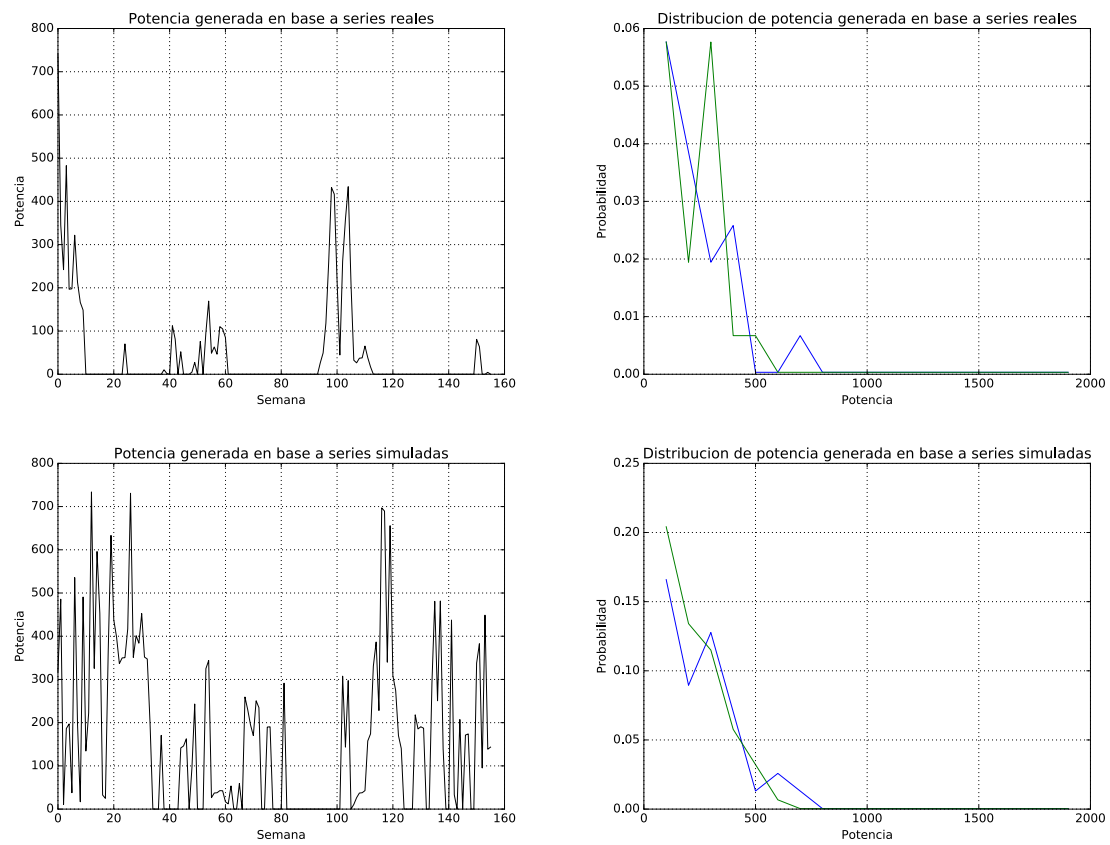 Potencia generada en base a series reales
800
700
600
500
400
300
200
100
0
Potencia
0 20 40 60 80 100 120 140 160
Semana
Distribucion de potencia generada en base a series reales
0.06
0.05
0.04
0.03
0.02
0.01
0.00
Probabilidad
0 500 1000 1500 2000
Potencia
Potencia generada en base a series simuladas
800
700
600
500
400
300
200
100
0
Potencia
0 20 40 60 80 100 120 140 160
Semana
Distribucion de potencia generada en base a series simuladas
0.25
0.20
0.15
0.10
0.05
0.00
Probabilidad
0 500 1000 1500 2000
Potencia